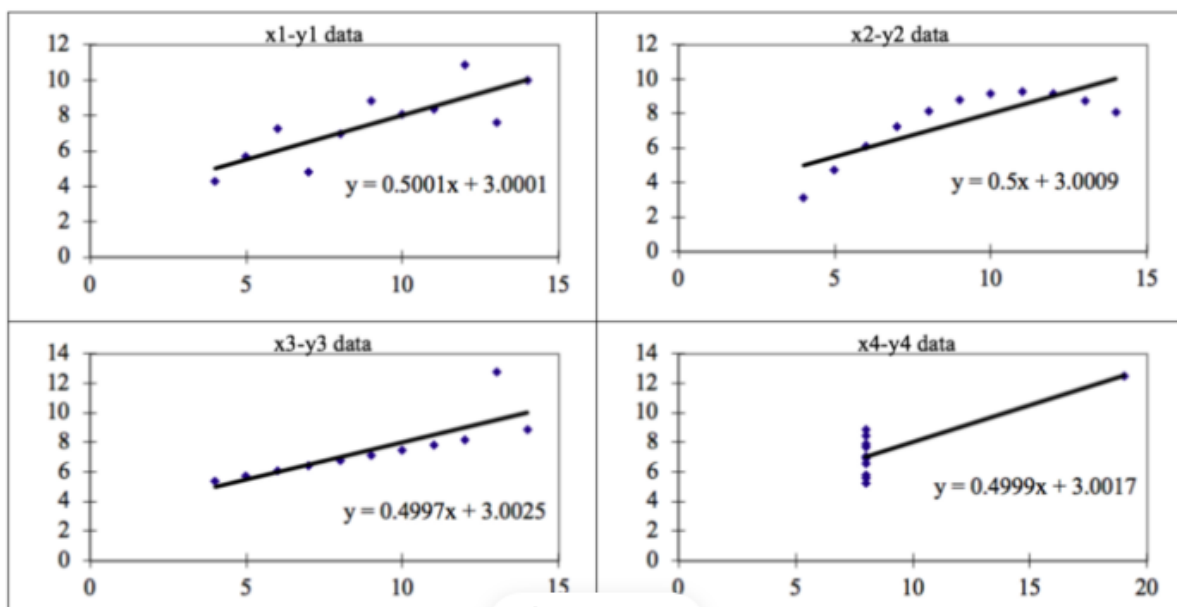 x1-y1 data
12
10
8
6
4
2
0
0 5 10 15
y = 0.5001x + 3.0001
x2-y2 data
12
10
8
6
4
2
0
0 5 10 15
y = 0.5x + 3.0009
x3-y3 data
14
12
10
8
6
4
2
0
0 5 10 15
y = 0.4997x + 3.0025
x4-y4 data
14
12
10
8
6
4
2
0
0 5 10 15 20
y = 0.4999x + 3.0017